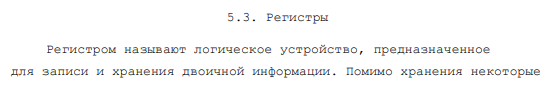 5.3. Регистры
Регистром называют логическое устройство, предназначенное
для записи и хранения двоичной информации. Помимо хранения некоторые